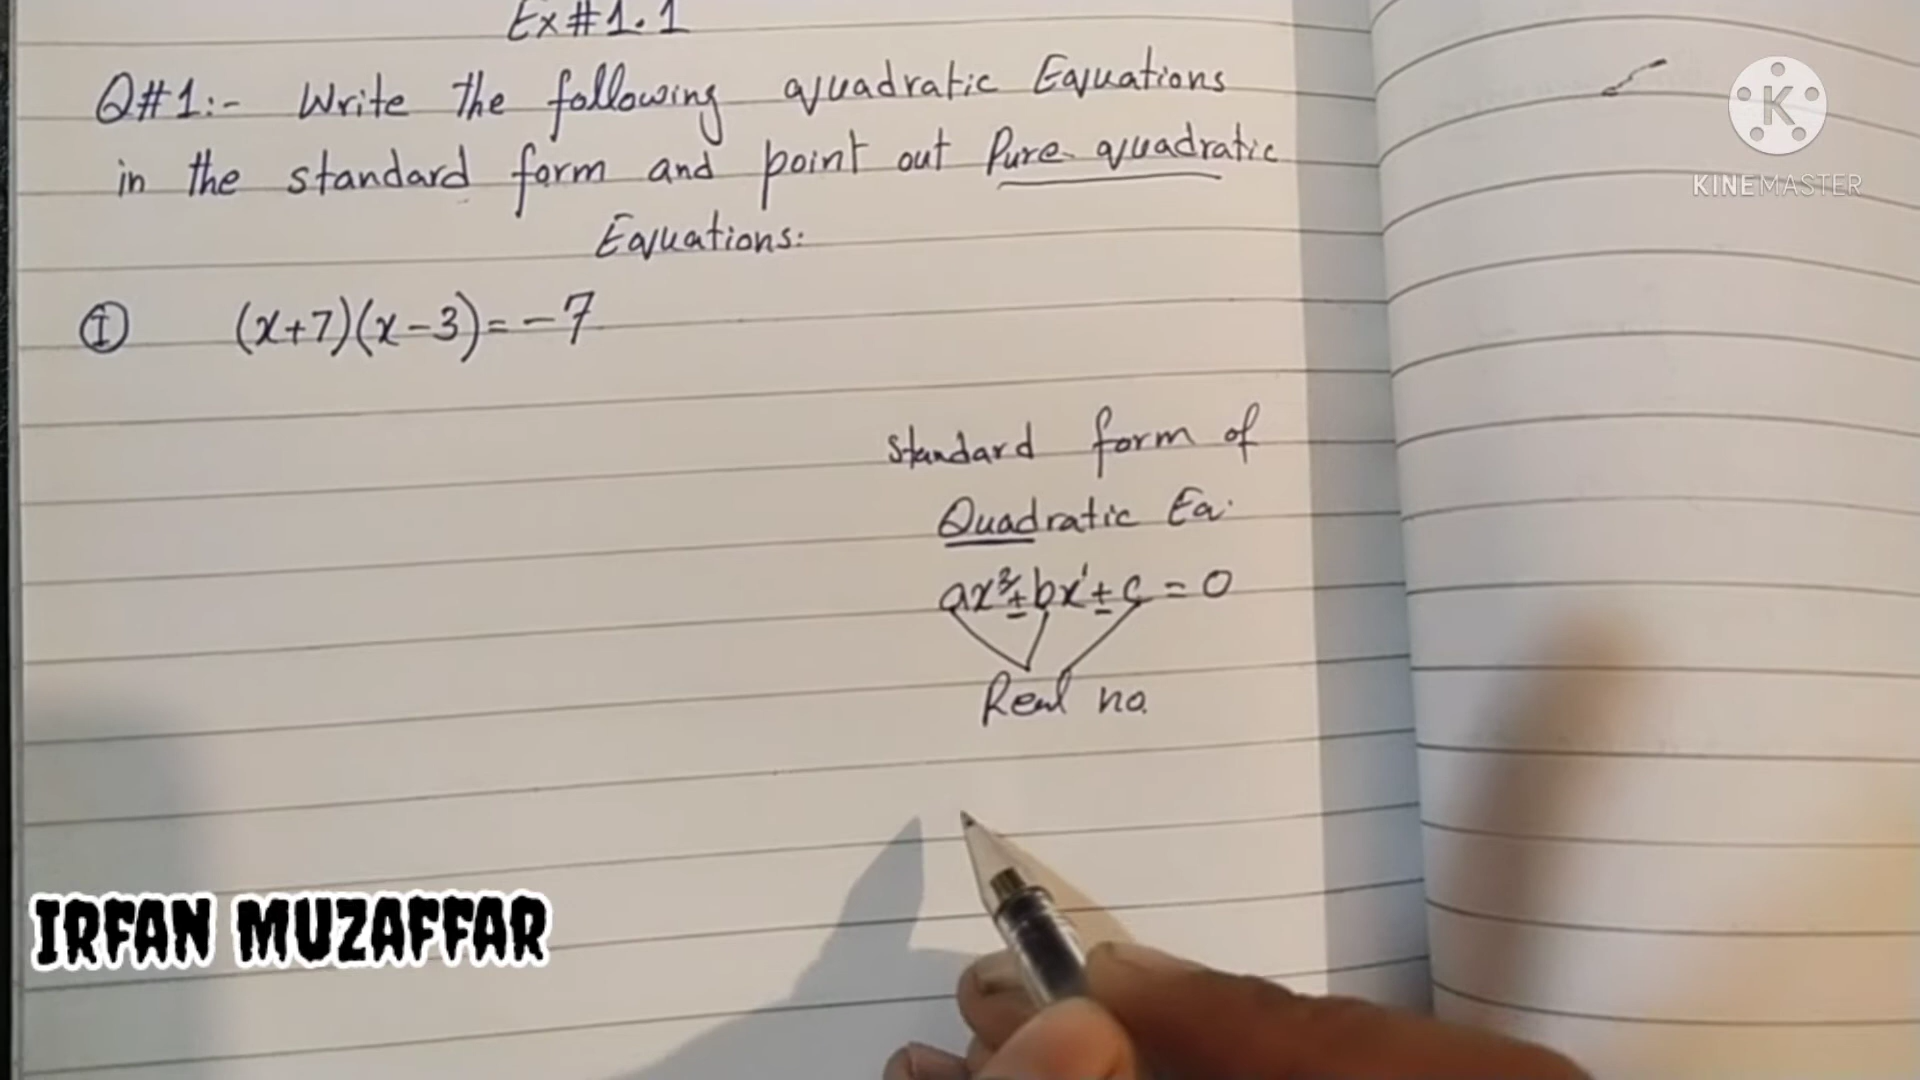 Ex#1.1
Q#1:- Write the following quadratic Equations
in the standard form and point out Pure quadratic
Equations:
I (x+7)(x-3)=-7
Standard form of
Quadratic Eq.
ax²+bx¹+c=0
Real no.
KINEMASTER
IRFAN MUZAFFAR